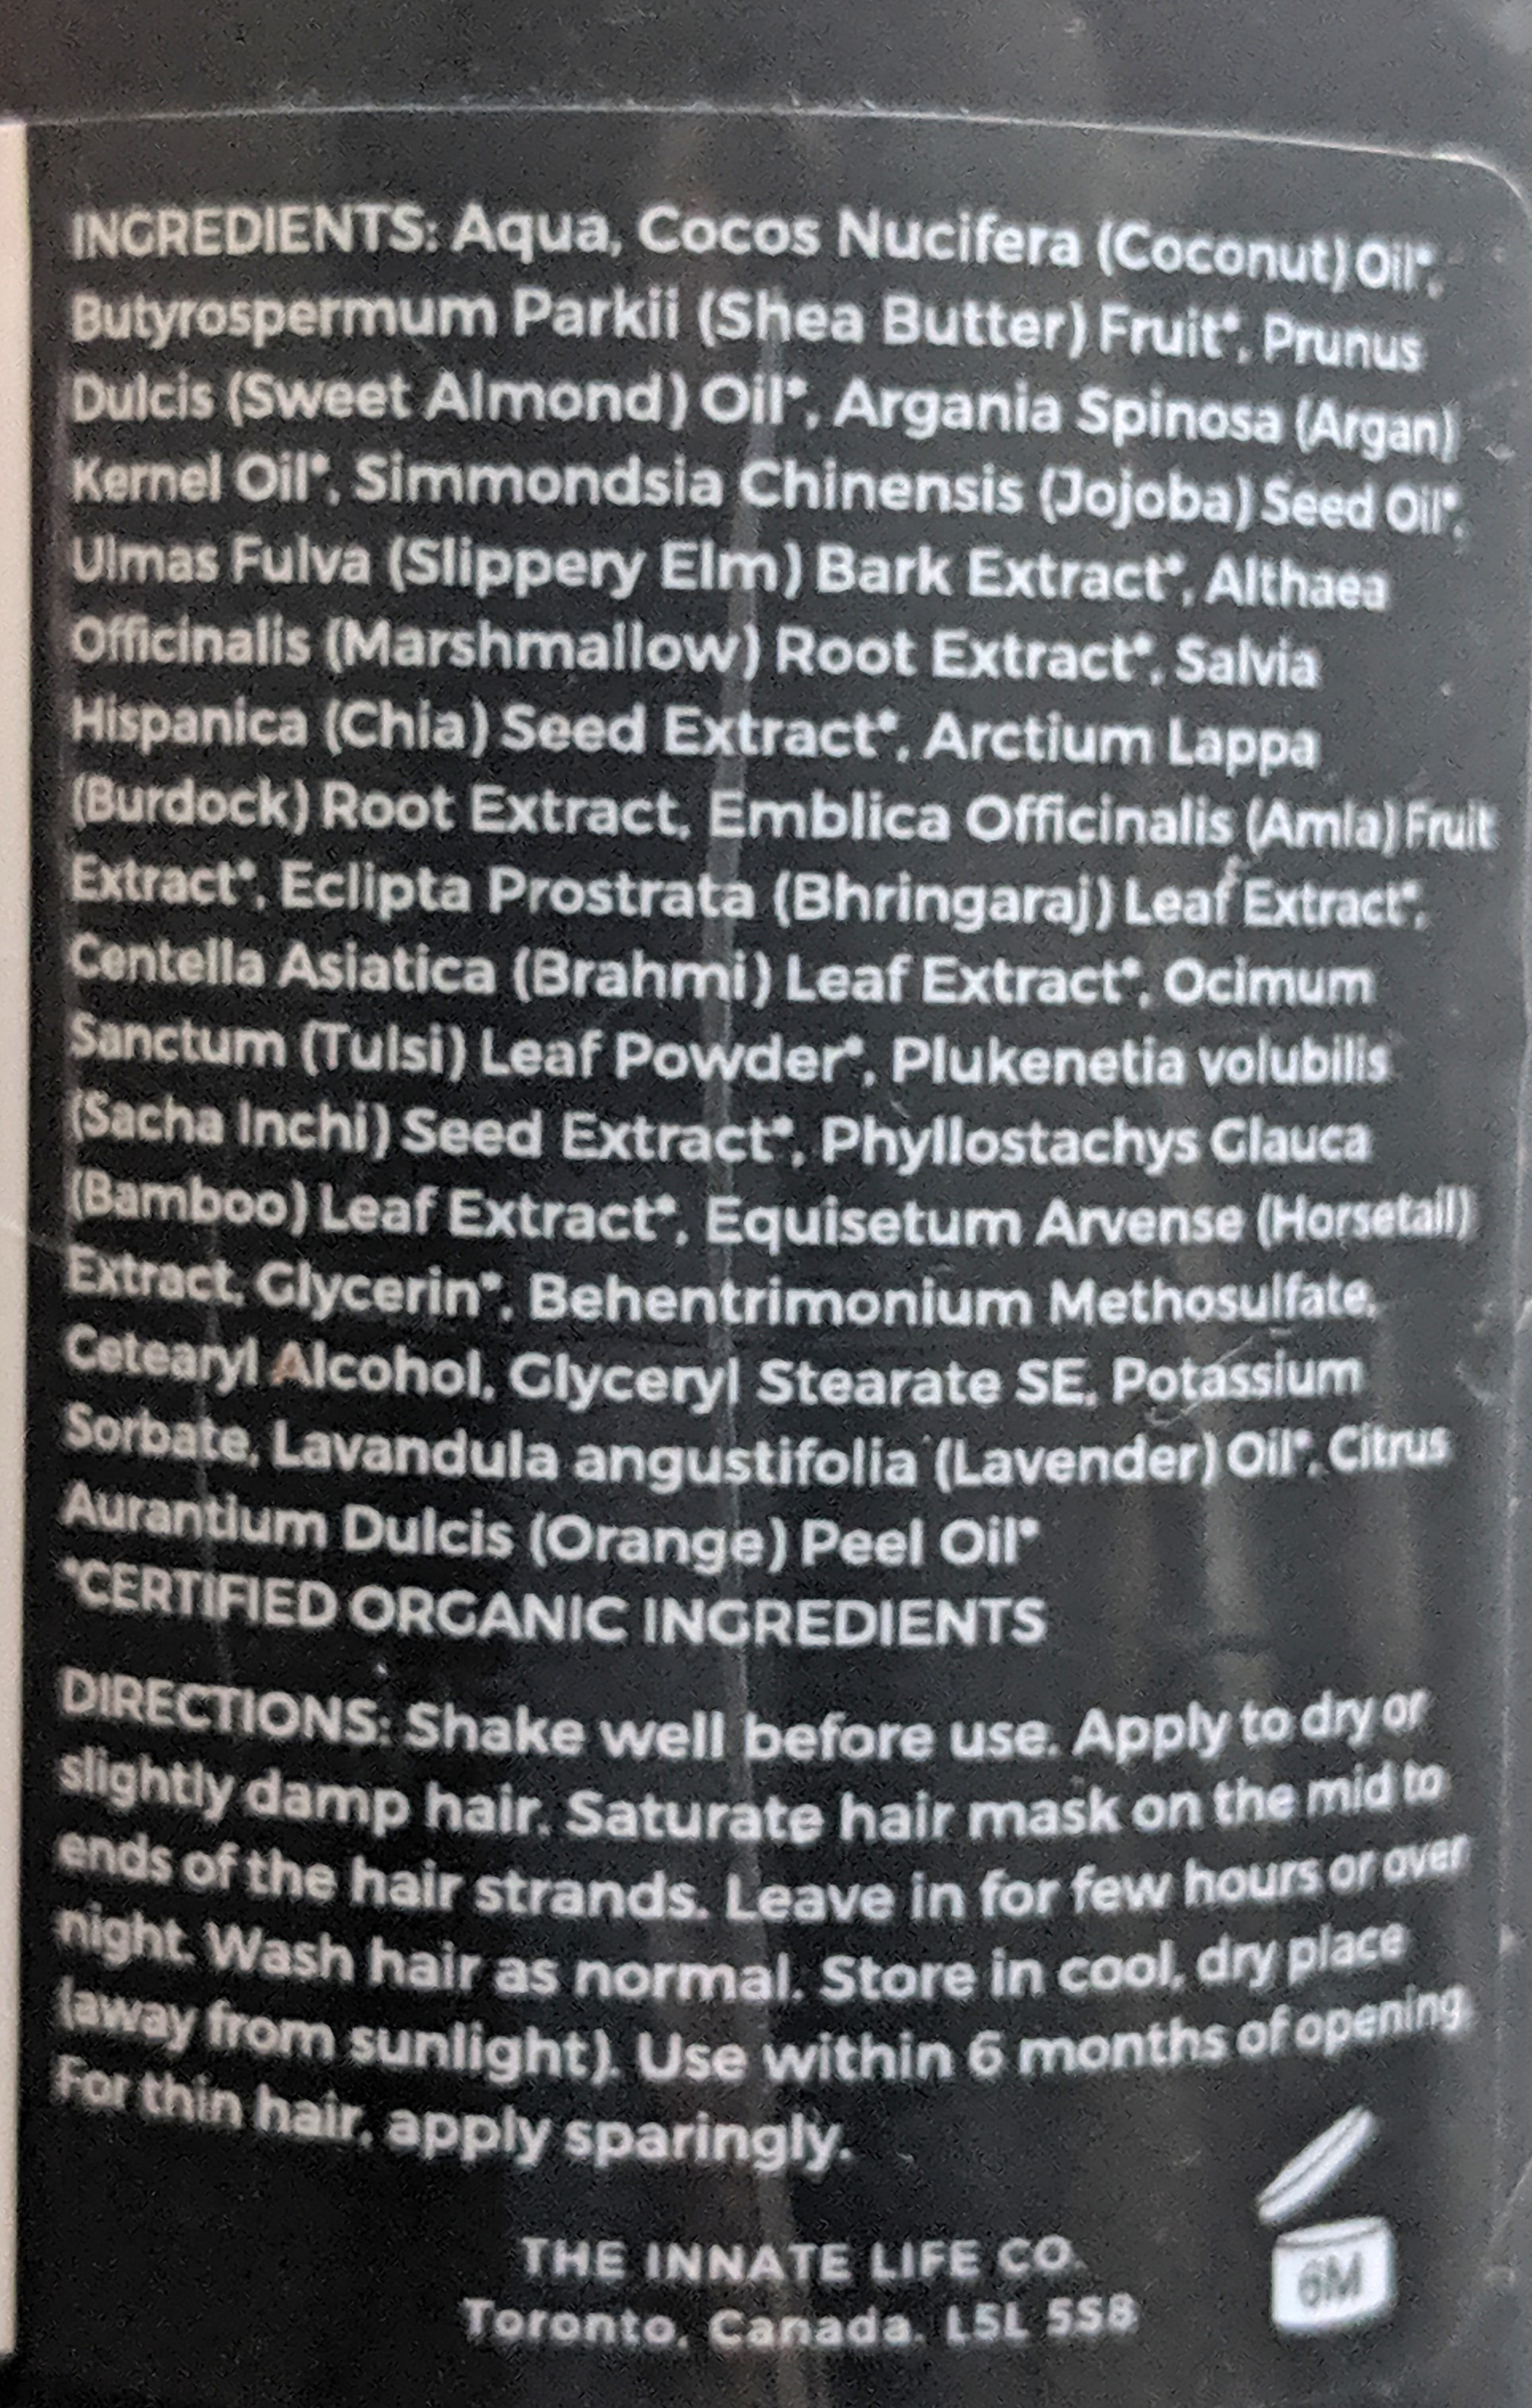 INGREDIENTS: Aqua, Cocos Nucifera (Coconut) Oil*,
Butyrospermum Parkii (Shea Butter) Fruit*, Prunus
Dulcis (Sweet Almond) Oil*, Argania Spinosa (Argan)
Kernel Oil*, Simmondsia Chinensis (Jojoba) Seed Oil*,
Ulmas Fulva (Slippery Elm) Bark Extract*, Althaea
Officinalis (Marshmallow) Root Extract*, Salvia
Hispanica (Chia) Seed Extract*, Arctium Lappa
(Burdock) Root Extract, Emblica Officinalis (Amla) Fruit
Extract*, Eclipta Prostrata (Bhringaraj) Leaf Extract*,
Centella Asiatica (Brahmi) Leaf Extract*, Ocimum
Sanctum (Tulsi) Leaf Powder*, Plukenetia volubilis
(Sacha Inchi) Seed Extract*, Phyllostachys Glauca
(Bamboo) Leaf Extract*, Equisetum Arvense (Horsetail)
Extract, Glycerin*, Behentrimonium Methosulfate,
Cetearyl Alcohol, Glyceryl Stearate SE, Potassium
Sorbate, Lavandula angustifolia (Lavender) Oil*, Citrus
Aurantium Dulcis (Orange) Peel Oil*
*CERTIFIED ORGANIC INGREDIENTS
DIRECTIONS: Shake well before use. Apply to dry or
slightly damp hair. Saturate hair mask on the mid to
ends of the hair strands. Leave in for few hours or over
night. Wash hair as normal. Store in cool, dry place
(away from sunlight). Use within 6 months of opening.
For thin hair, apply sparingly.
THE INNATE LIFE CO.
Toronto, Canada. L5L 5S8
6M